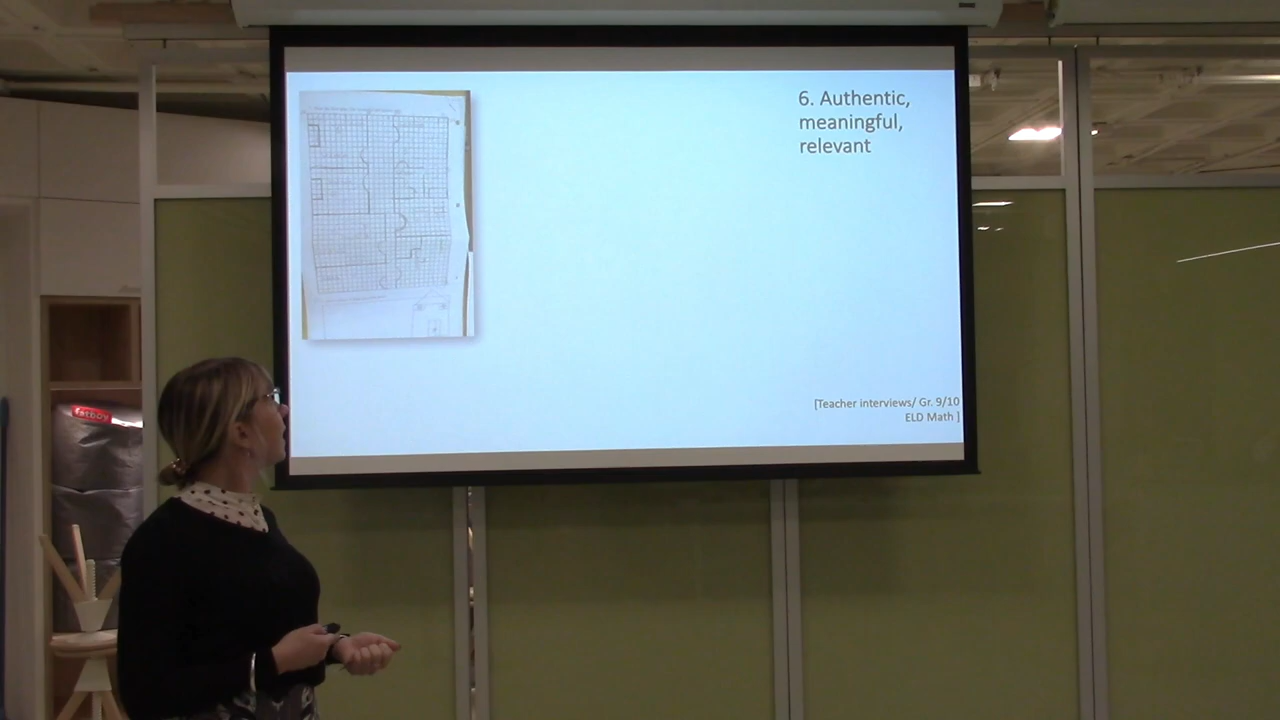 6. Authentic,
meaningful,
relevant
[Teacher interviews/ Gr. 9/10
ELD Math ]
fatboy